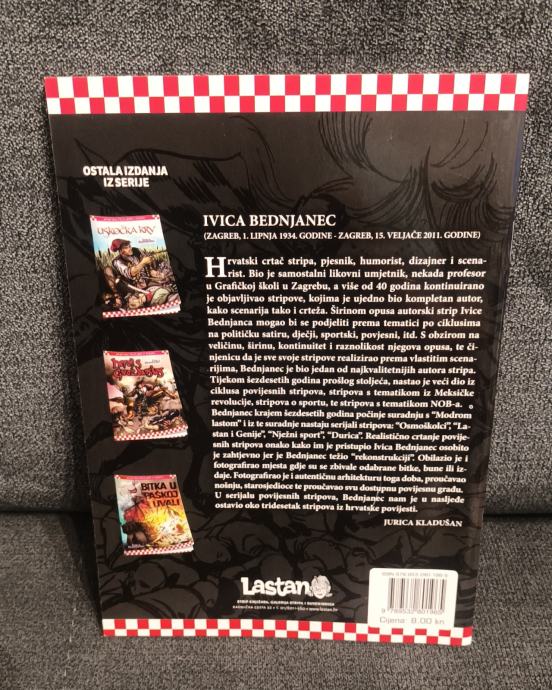 OSTALA IZDANJA
IZ SERIJE
USKOČKA KRV
BITKA U
PAŠKOJ
UVALI
IVICA BEDNJANEC
(ZAGREB, 1. LIPNJA 1934. GODINE - ZAGREB, 15. VELJAČE 2011. GODINE)
Hrvatski crtač stripa, pjesnik, humorist, dizajner i scena-
rist. Bio je samostalni likovni umjetnik, nekada profesor
u Grafičkoj školi u Zagrebu, a više od 40 godina kontinuirano
je objavljivao stripove, kojima je ujedno bio kompletan autor,
kako scenarija tako i crteža. Širinom opusa autorski strip Ivice
Bednjanca mogao bi se podjeliti prema tematici po ciklusima
na političku satiru, dječji, sportski, povjesni, itd. S obzirom na
veličinu, širinu, kontinuitet i raznolikost njegova opusa, te či-
njenicu da je sve svoje stripove realizirao prema vlastitim scena-
rijima, Bednjanec je bio jedan od najkvalitetnijih autora stripa.
Tijekom šezdesetih godina prošlog stoljeća, nastao je veći dio iz
ciklusa povijesnih stripova, stripova s tematikom iz Meksičke
revolucije, stripova o sportu, te stripova s tematikom NOB-a.
Bednjanec krajem šezdesetih godina počinje suradnju s "Modrom
lastom" i iz te suradnje nastaju serijali stripova: "Osmoškolci", "La-
stan i Genije", "Nježni sport", "Durica". Realistično crtanje povije-
snih stripova onako kako im je pristupio Ivica Bednjanec osobito
je zahtjevno jer je Bednjanec težio "rekonstrukciji". Obilazio je i
fotografirao mjesta gdje su se zbivale odabrane bitke, bune ili iz-
daje. Fotografirao je i autentičnu arhitekturu toga doba, proučavao
nošnju, starosjedioce te proučavao svu dostupnu povijesnu građu.
U serijalu povijesnih stripova, Bednjanec nam je u nasljeđe
ostavio oko tridesetak stripova iz hrvatske povijesti.
JURICA KLADUŠAN
Lastan
STRIP KNJIŽARA, GALERIJA STRIPA I SUVENIRNICA
Cijena: 8.00 kn